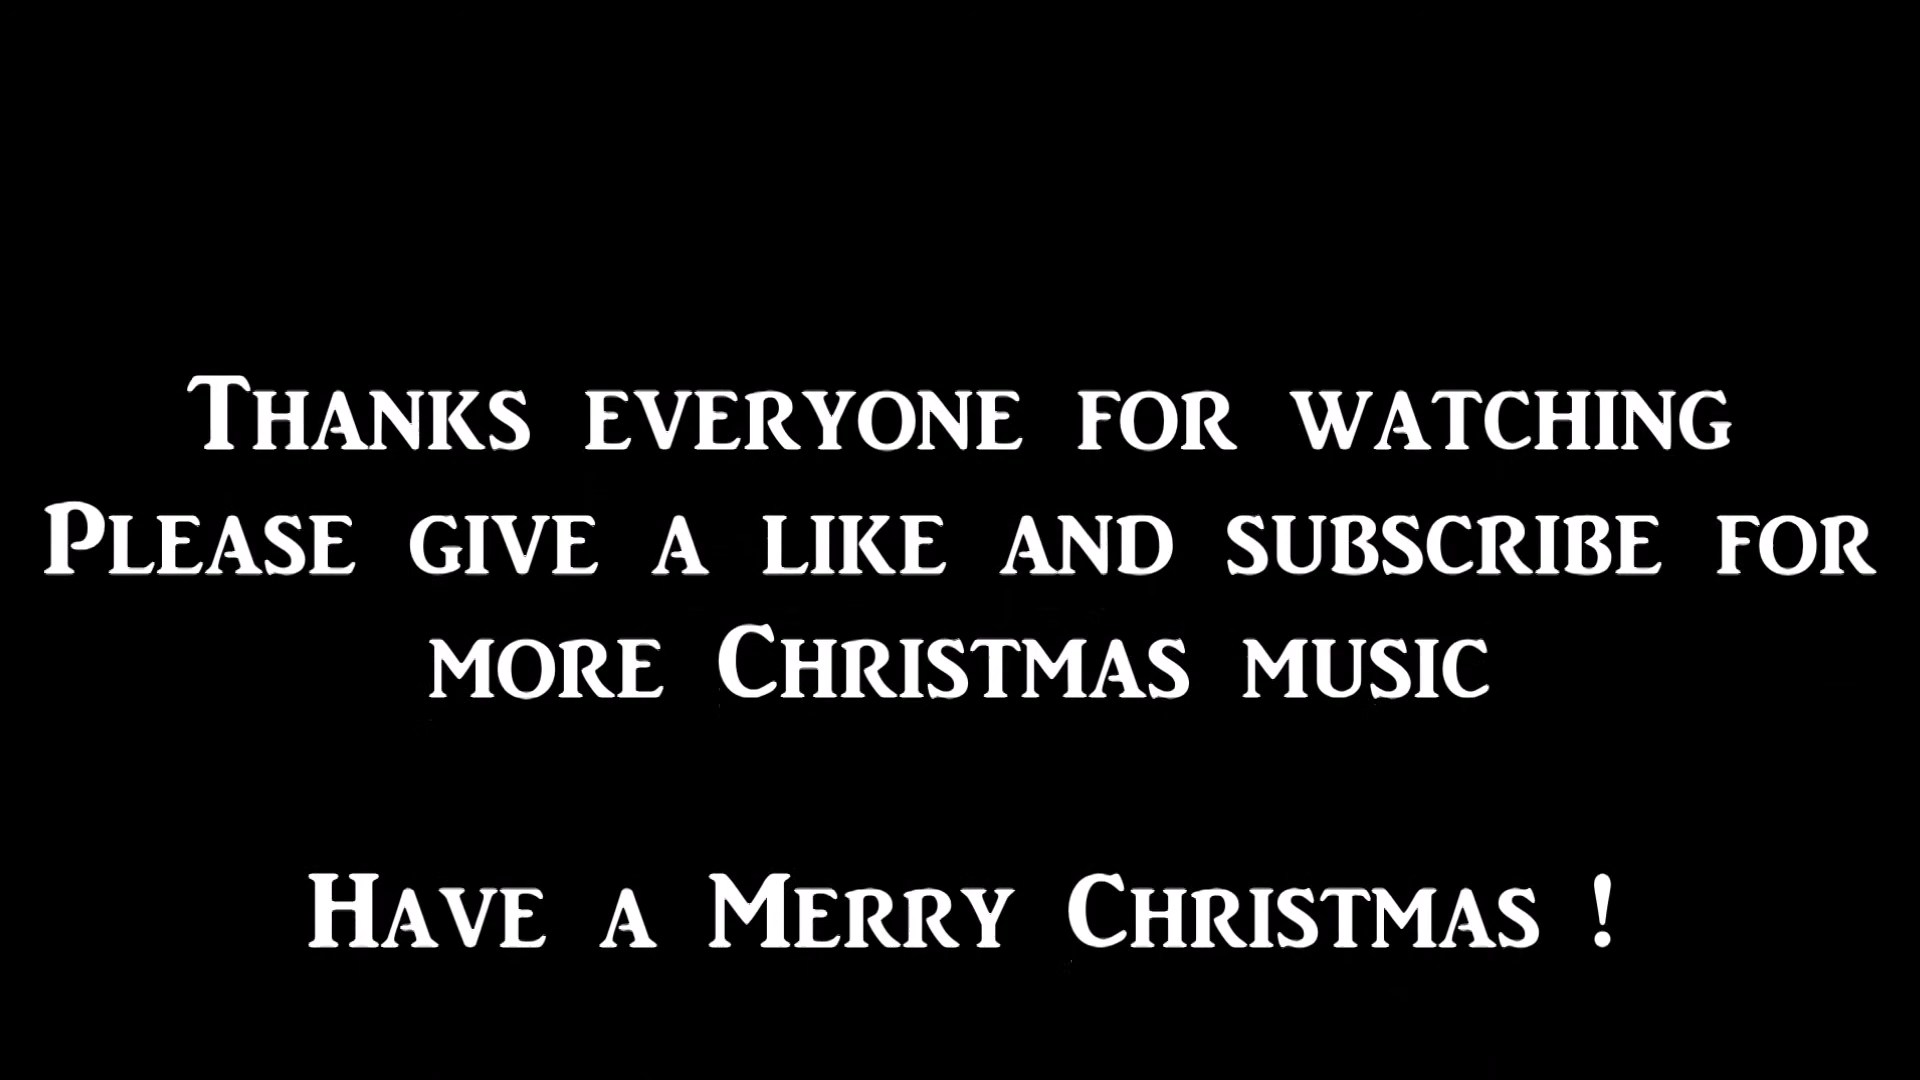 Thanks everyone for watching
Please give a like and subscribe for
more Christmas music
Have a Merry Christmas !